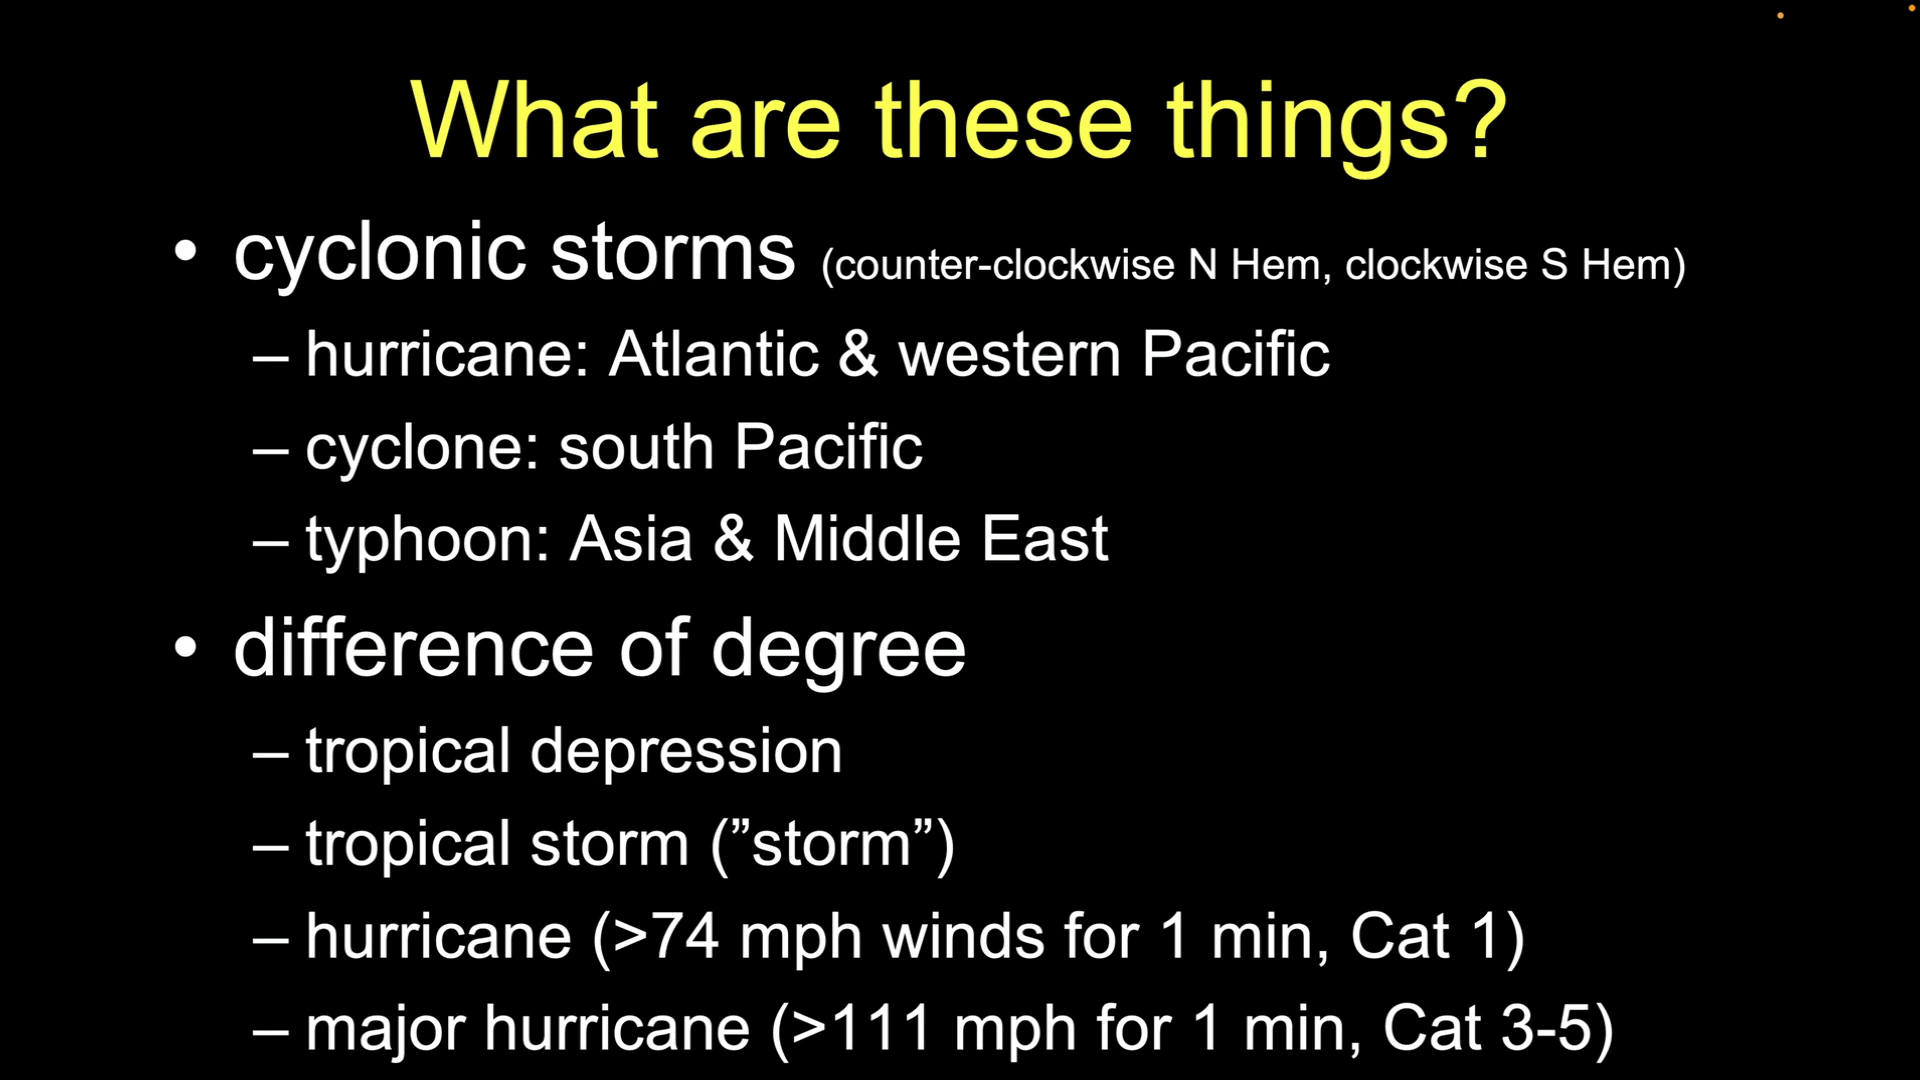 What are these things?
• cyclonic storms (counter-clockwise N Hem, clockwise S Hem)
– hurricane: Atlantic & western Pacific
– cyclone: south Pacific
– typhoon: Asia & Middle East
• difference of degree
– tropical depression
– tropical storm (”storm”)
– hurricane (>74 mph winds for 1 min, Cat 1)
– major hurricane (>111 mph for 1 min, Cat 3-5)